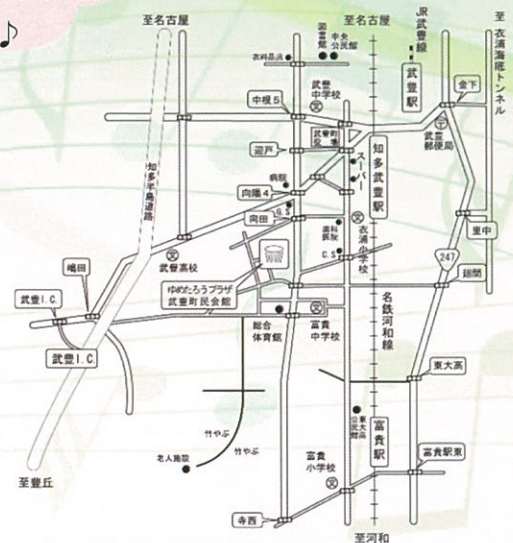 ♪
至名古屋
至名古屋
JR武豊線
至衣浦海底トンネル
図書館
中央公民館
衣料品店
武豊中学校
武豊駅
金下
中根5
武豊町役場
武豊郵便局
迎戸
スーパー
知多武豊駅
知多半島道路
病院
向陽4
G.S
向田
歯科医院
衣浦小学校
G.S
里中
247
武豊高校
嶋田
ゆめたろうプラザ
武豊町民会館
武豊I.C.
武豊I.C.
総合体育館
富貴中学校
名鉄河和線
東大高
竹やぶ
竹やぶ
老人施設
東大高公民館
富貴駅
富貴小学校
富貴駅東
至豊丘
寺西
至河和